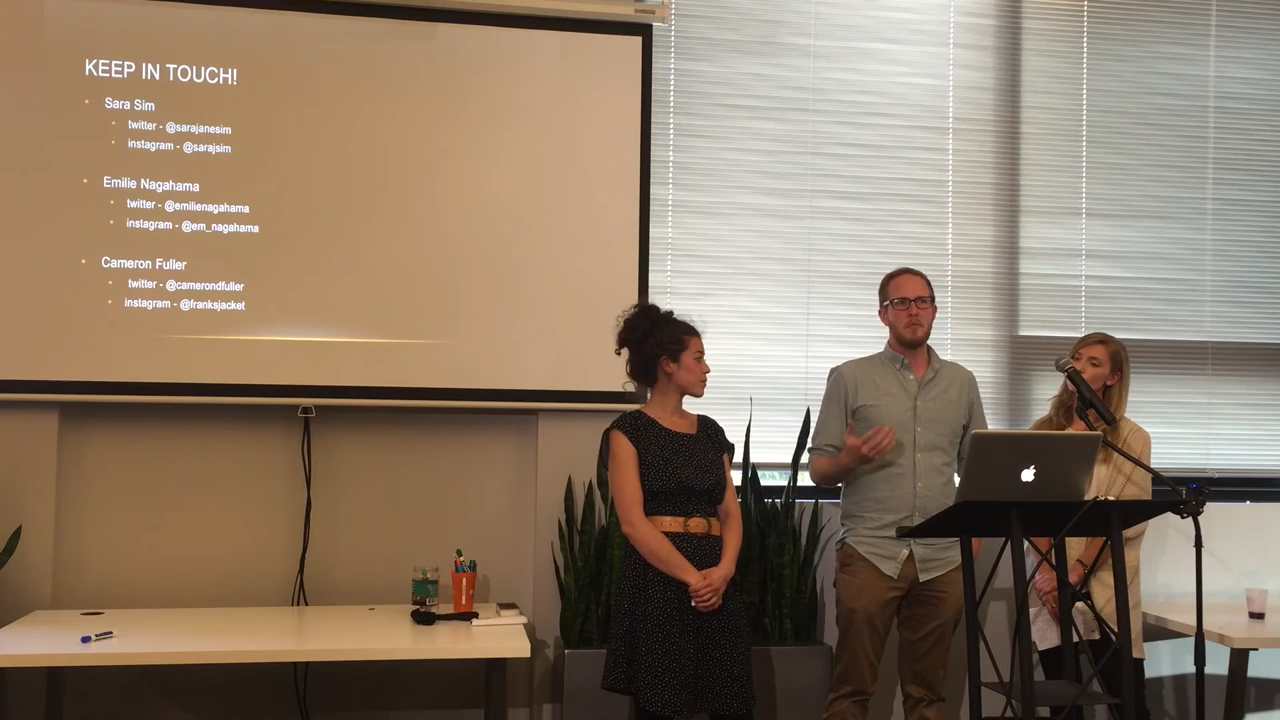 KEEP IN TOUCH!
Sara Sim
twitter - @sarajanesim
instagram - @sarajsim
Emilie Nagahama
twitter - @emilienagahama
instagram - @em_nagahama
Cameron Fuller
twitter - @camerondfuller
instagram - @franksjacket